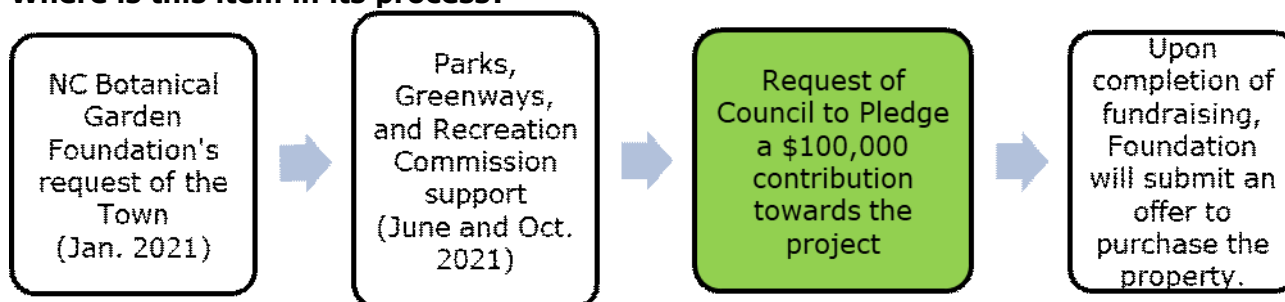 Where is this item in its process?
NC Botanical
Garden
Foundation's
request of the
Town
(Jan. 2021)
Parks,
Greenways,
and Recreation
Commission
support
(June and Oct.
2021)
Request of
Council to Pledge
a $100,000
contribution
towards the
project
Upon
completion of
fundraising,
Foundation
will submit an
offer to
purchase the
property.